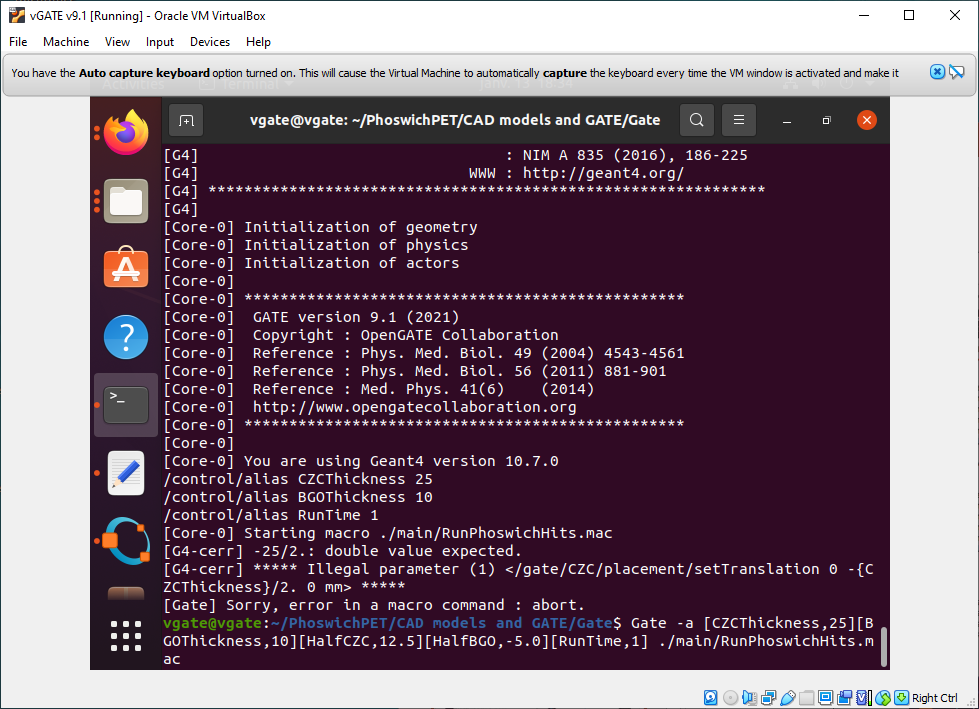 vGATE v9.1 [Running] - Oracle VM VirtualBox
File Machine View Input Devices Help
You have the Auto capture keyboard option turned on. This will cause the Virtual Machine to automatically capture the keyboard every time the VM window is activated and make it
vgate@vgate: ~/PhoswichPET/CAD models and GATE/Gate
[G4] : NIM A 835 (2016), 186-225
[G4] WWW : http://geant4.org/
[G4] **************************************************************
[G4]
[Core-0] Initialization of geometry
[Core-0] Initialization of physics
[Core-0] Initialization of actors
[Core-0]
[Core-0] *************************************************
[Core-0] GATE version 9.1 (2021)
[Core-0] Copyright : OpenGATE Collaboration
[Core-0] Reference : Phys. Med. Biol. 49 (2004) 4543-4561
[Core-0] Reference : Phys. Med. Biol. 56 (2011) 881-901
[Core-0] Reference : Med. Phys. 41(6) (2014)
[Core-0] http://www.opengatecollaboration.org
[Core-0] *************************************************
[Core-0]
[Core-0] You are using Geant4 version 10.7.0
/control/alias CZCThickness 25
/control/alias BGOThickness 10
/control/alias RunTime 1
[Core-0] Starting macro ./main/RunPhoswichHits.mac
[G4-cerr] -25/2.: double value expected.
[G4-cerr] ***** Illegal parameter (1) </gate/CZC/placement/setTranslation 0 -{C
ZCThickness}/2. 0 mm> *****
[Gate] Sorry, error in a macro command : abort.
vgate@vgate:~/PhoswichPET/CAD models and GATE/Gate$ Gate -a [CZCThickness,25][B
GOThickness,10][HalfCZC,12.5][HalfBGO,-5.0][RunTime,1] ./main/RunPhoswichHits.m
ac
Right Ctrl